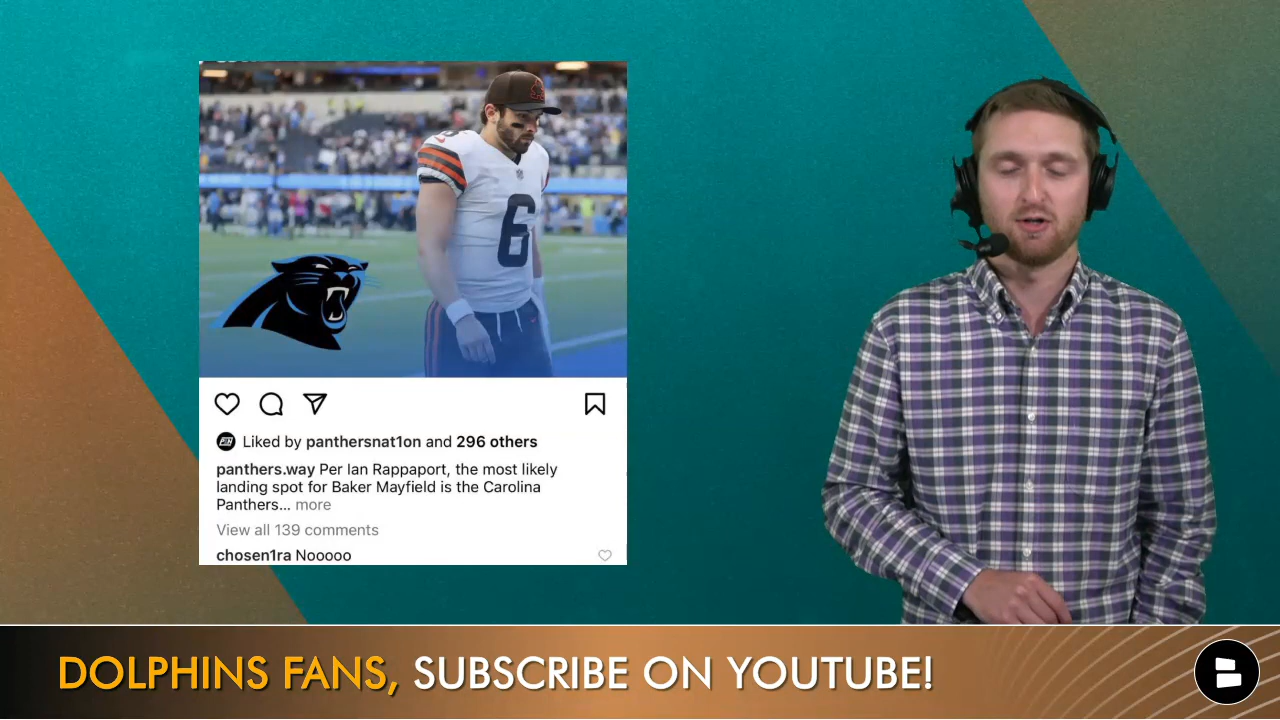 6
Liked by panthersnat1on and 296 others
panthers.way Per Ian Rappaport, the most likely
landing spot for Baker Mayfield is the Carolina
Panthers... more
View all 139 comments
chosen1ra Nooooo
DOLPHINS FANS, SUBSCRIBE ON YOUTUBE!